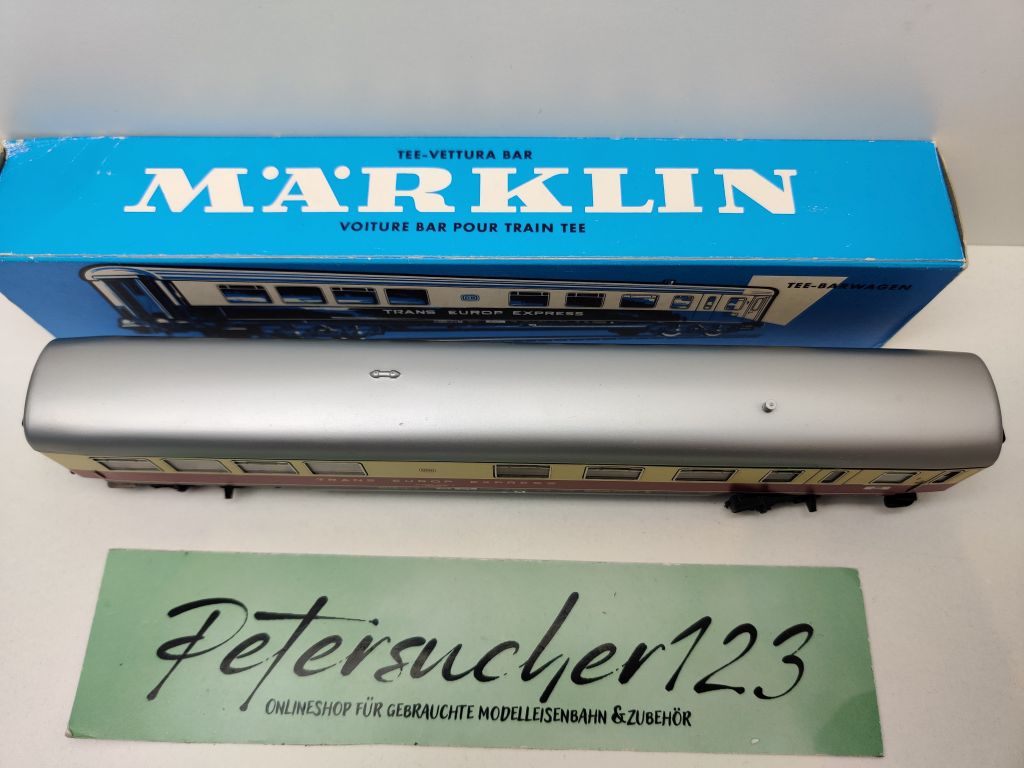 TEE-VETTURA BAR
MÄRKLIN
VOITURE BAR POUR TRAIN TEE
TEE-BARWAGEN
DB
TRANS EUROP EXPRESS
TRANS EUROP EXPRESS
Petersucher123
ONLINESHOP FÜR GEBRAUCHTE MODELLEISENBAHN & ZUBEHÖR